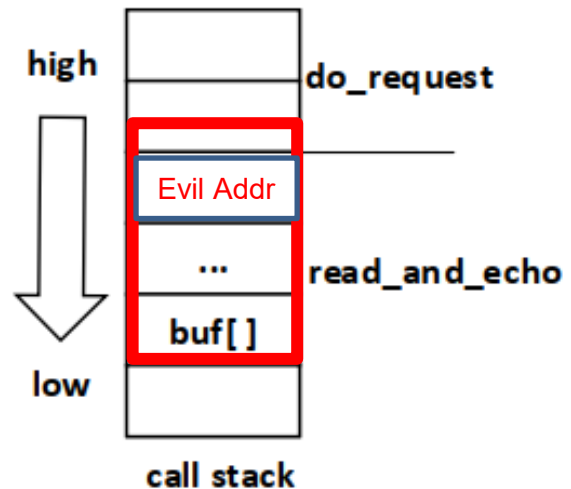 high
do_request
Evil Addr
...
read_and_echo
buf[ ]
low
call stack